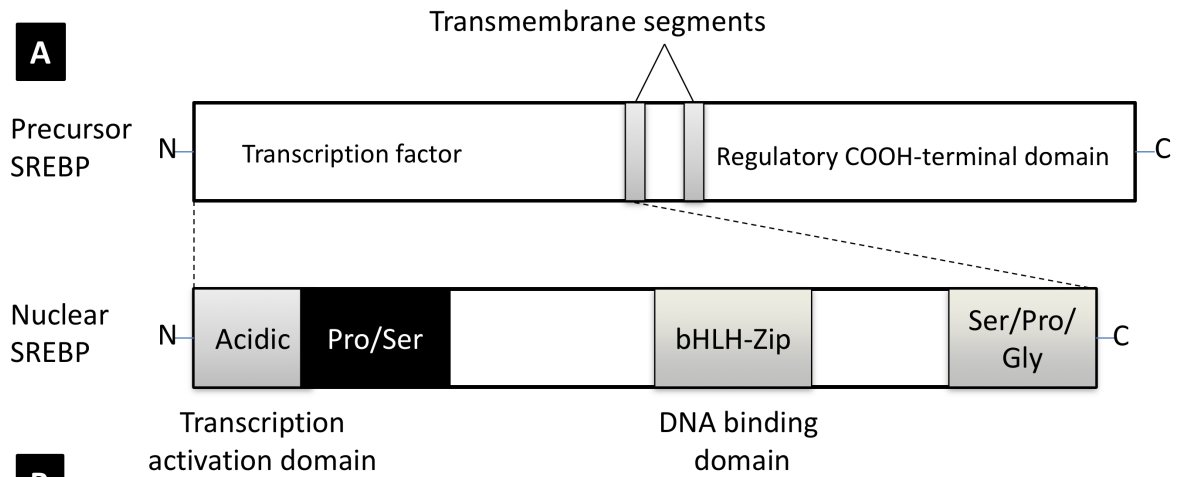 Transmembrane segments
A
Precursor
SREBP
N
Transcription factor
Regulatory COOH-terminal domain
C
Nuclear
SREBP
N
Acidic
Pro/Ser
bHLH-Zip
Ser/Pro/
Gly
C
Transcription
activation domain
DNA binding
domain